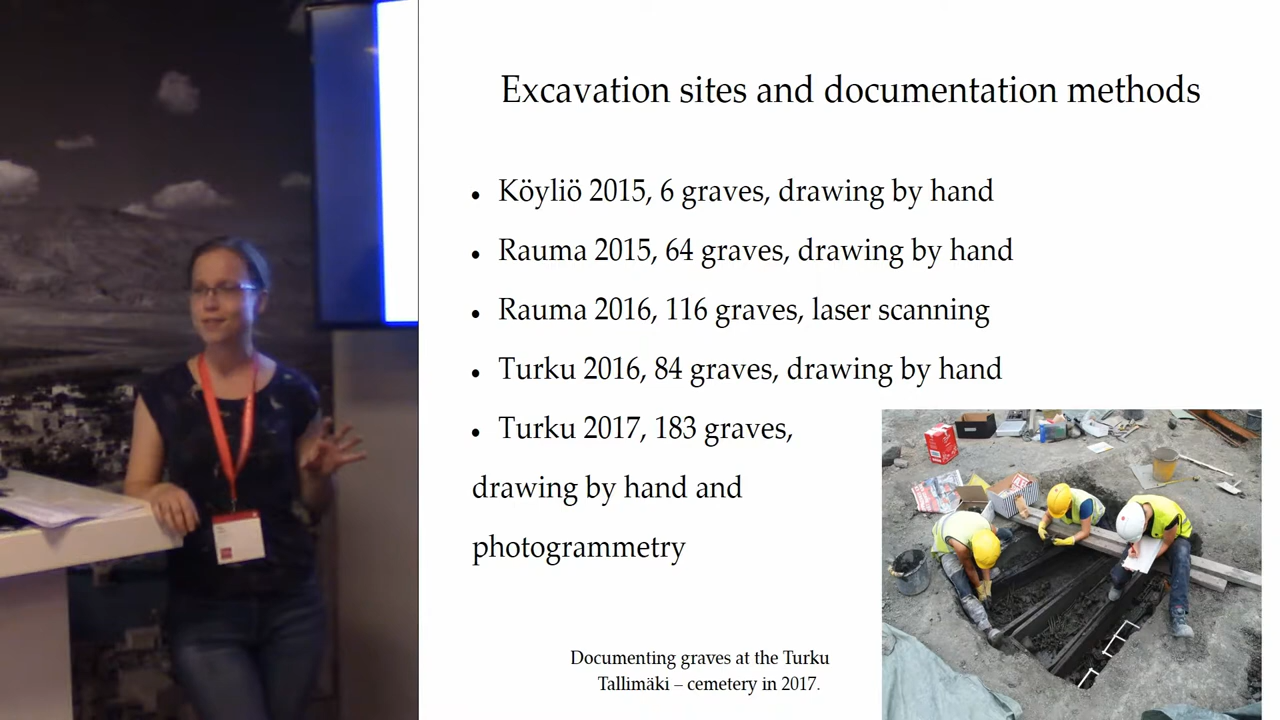 Excavation sites and documentation methods
• Köyliö 2015, 6 graves, drawing by hand
• Rauma 2015, 64 graves, drawing by hand
• Rauma 2016, 116 graves, laser scanning
• Turku 2016, 84 graves, drawing by hand
• Turku 2017, 183 graves,
drawing by hand and
photogrammetry
Documenting graves at the Turku
Tallimäki – cemetery in 2017.